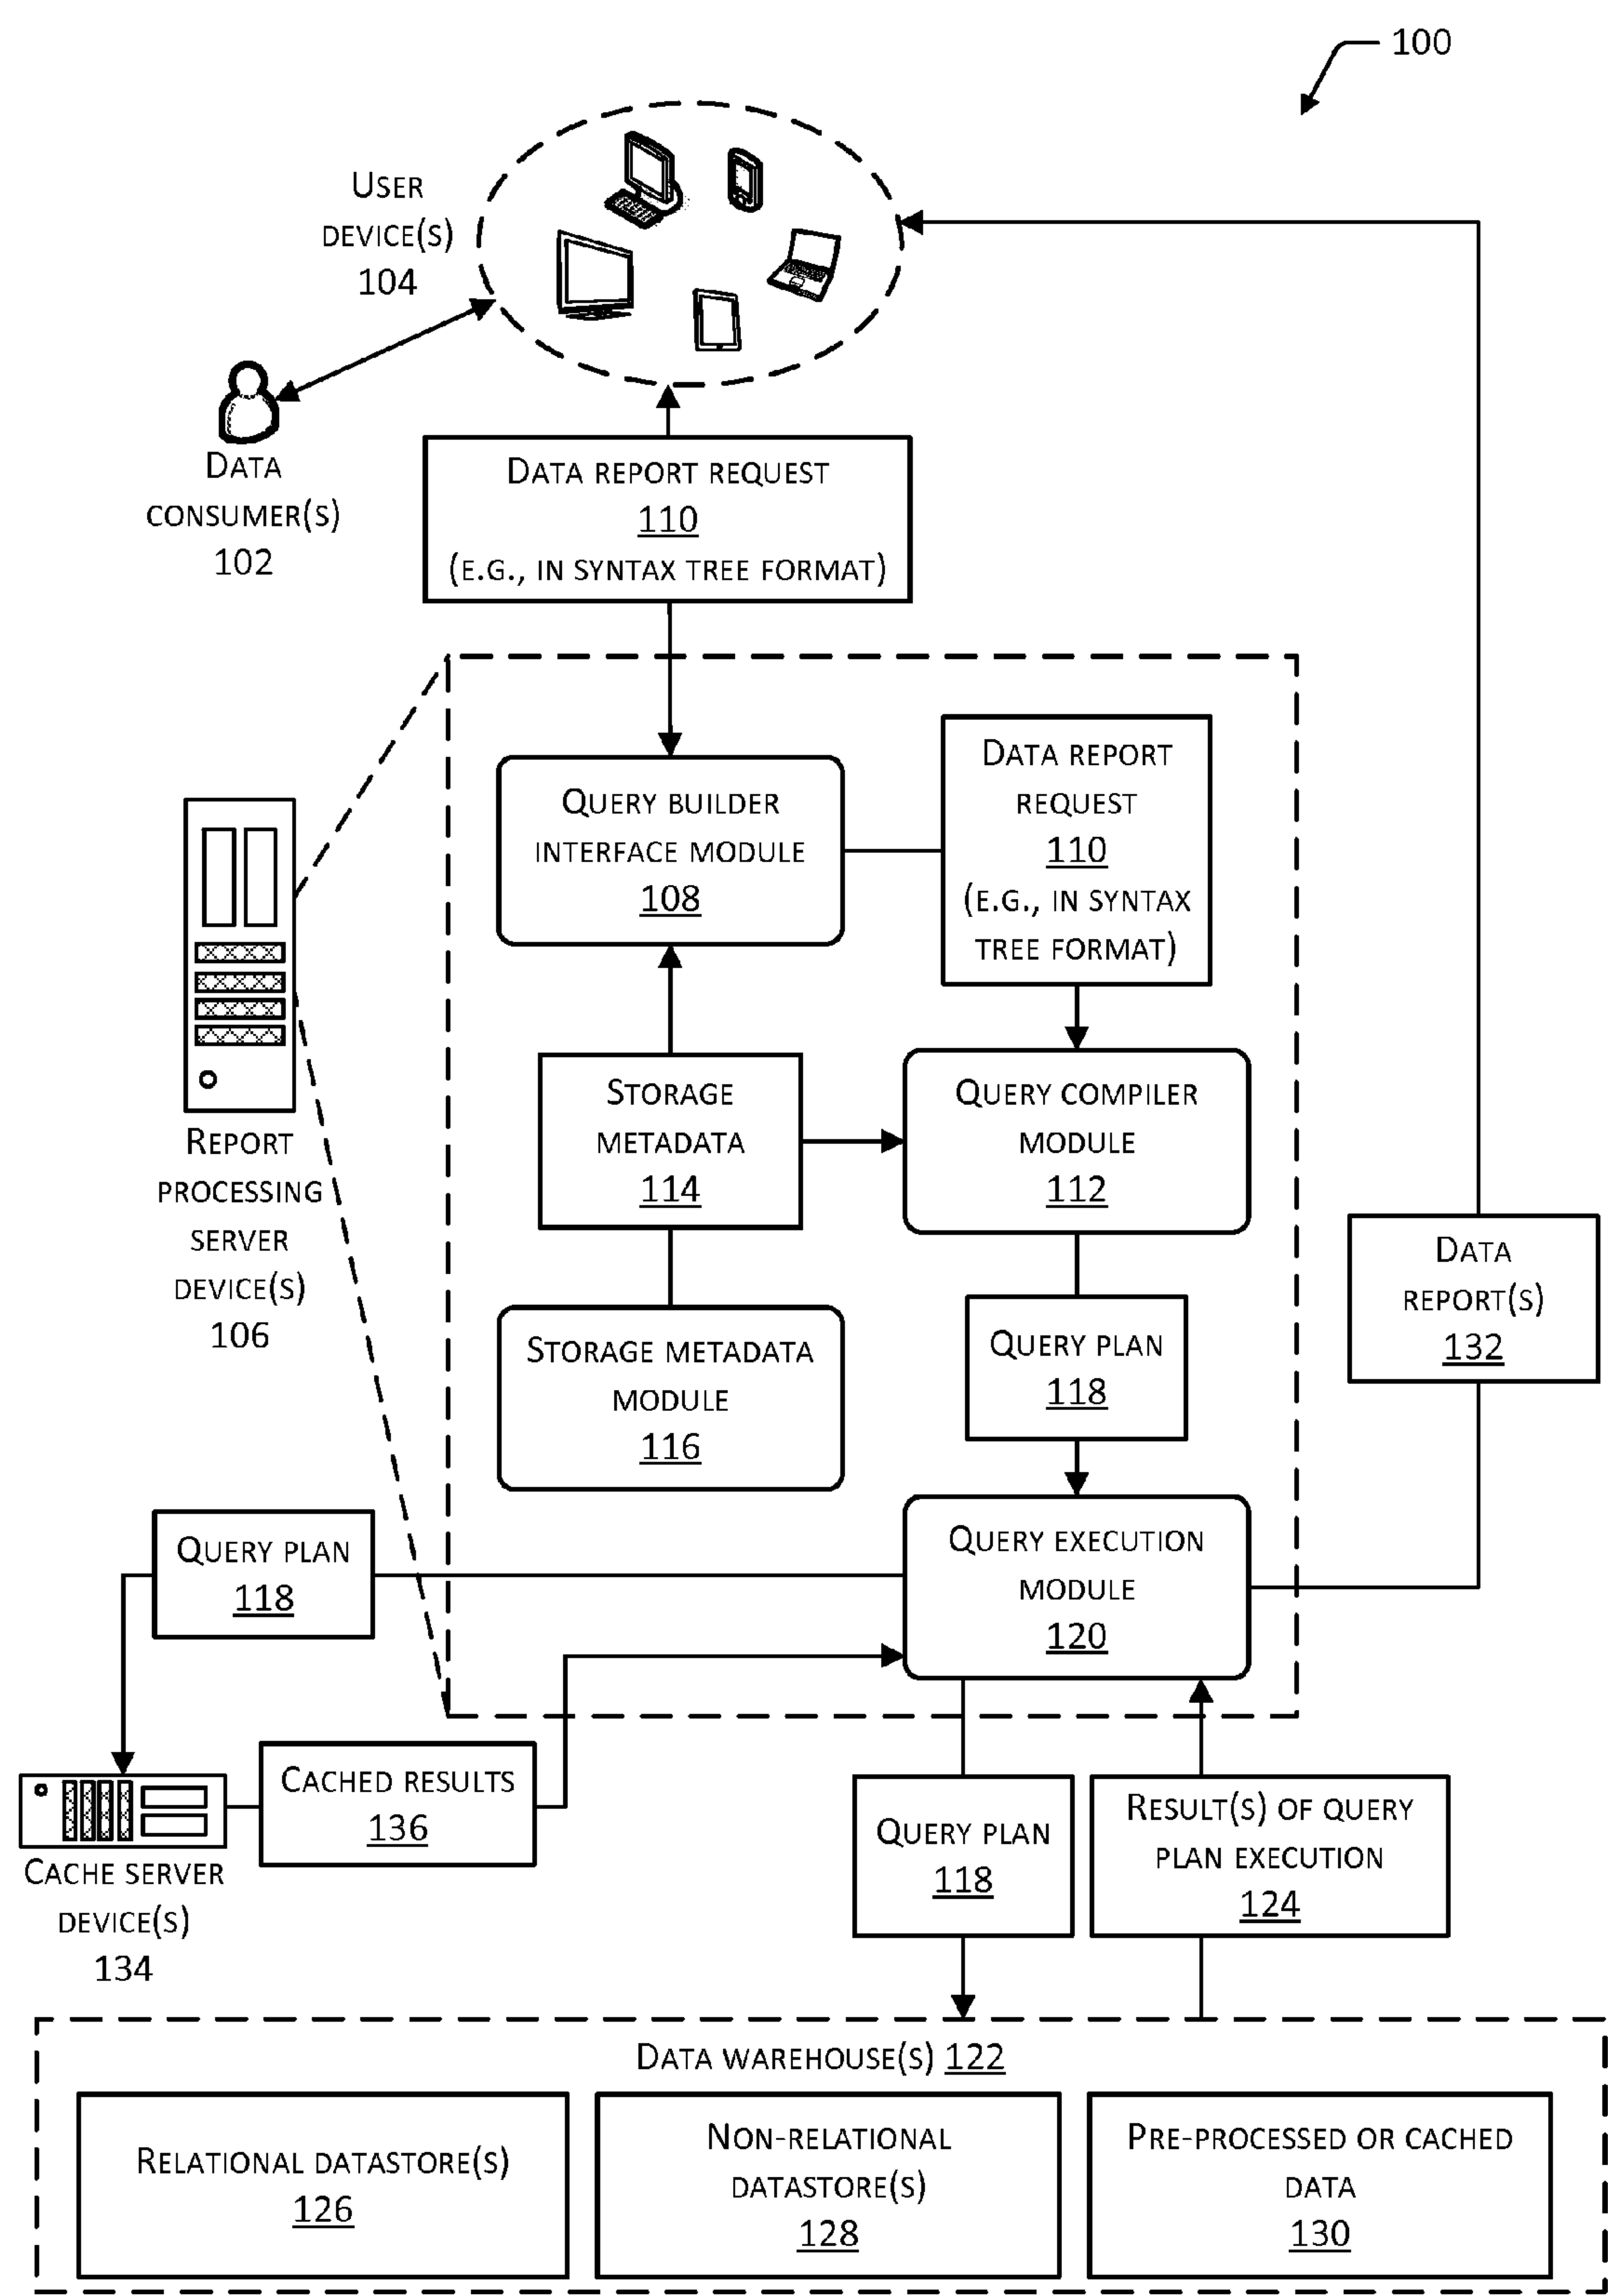 100
User
device(s)
104
Data
consumer(s)
102
Data report request
110
(e.g., in syntax tree format)
Query builder
interface module
108
Data report
request
110
(e.g., in syntax
tree format)
Storage
metadata
114
Query compiler
module
112
Report
processing
server
device(s)
106
Data
report(s)
132
Query plan
118
Storage metadata
module
116
Query plan
118
Query execution
module
120
Cached results
136
Cache server
device(s)
134
Query plan
118
Result(s) of query
plan execution
124
Data warehouse(s) 122
Relational datastore(s)
126
Non-relational
datastore(s)
128
Pre-processed or cached
data
130